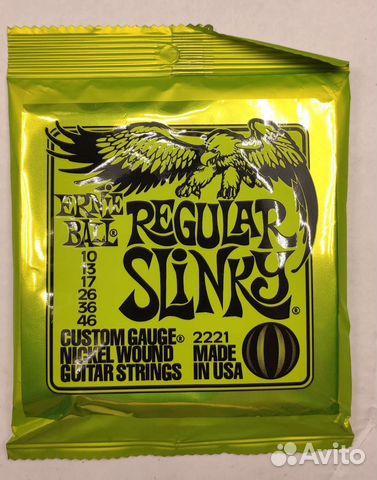 ERNIE
BALL®
REGULAR
SLINKY®
10
13
17
26
36
46
CUSTOM GAUGE®
NICKEL WOUND
GUITAR STRINGS
2221
MADE
IN USA
Avito